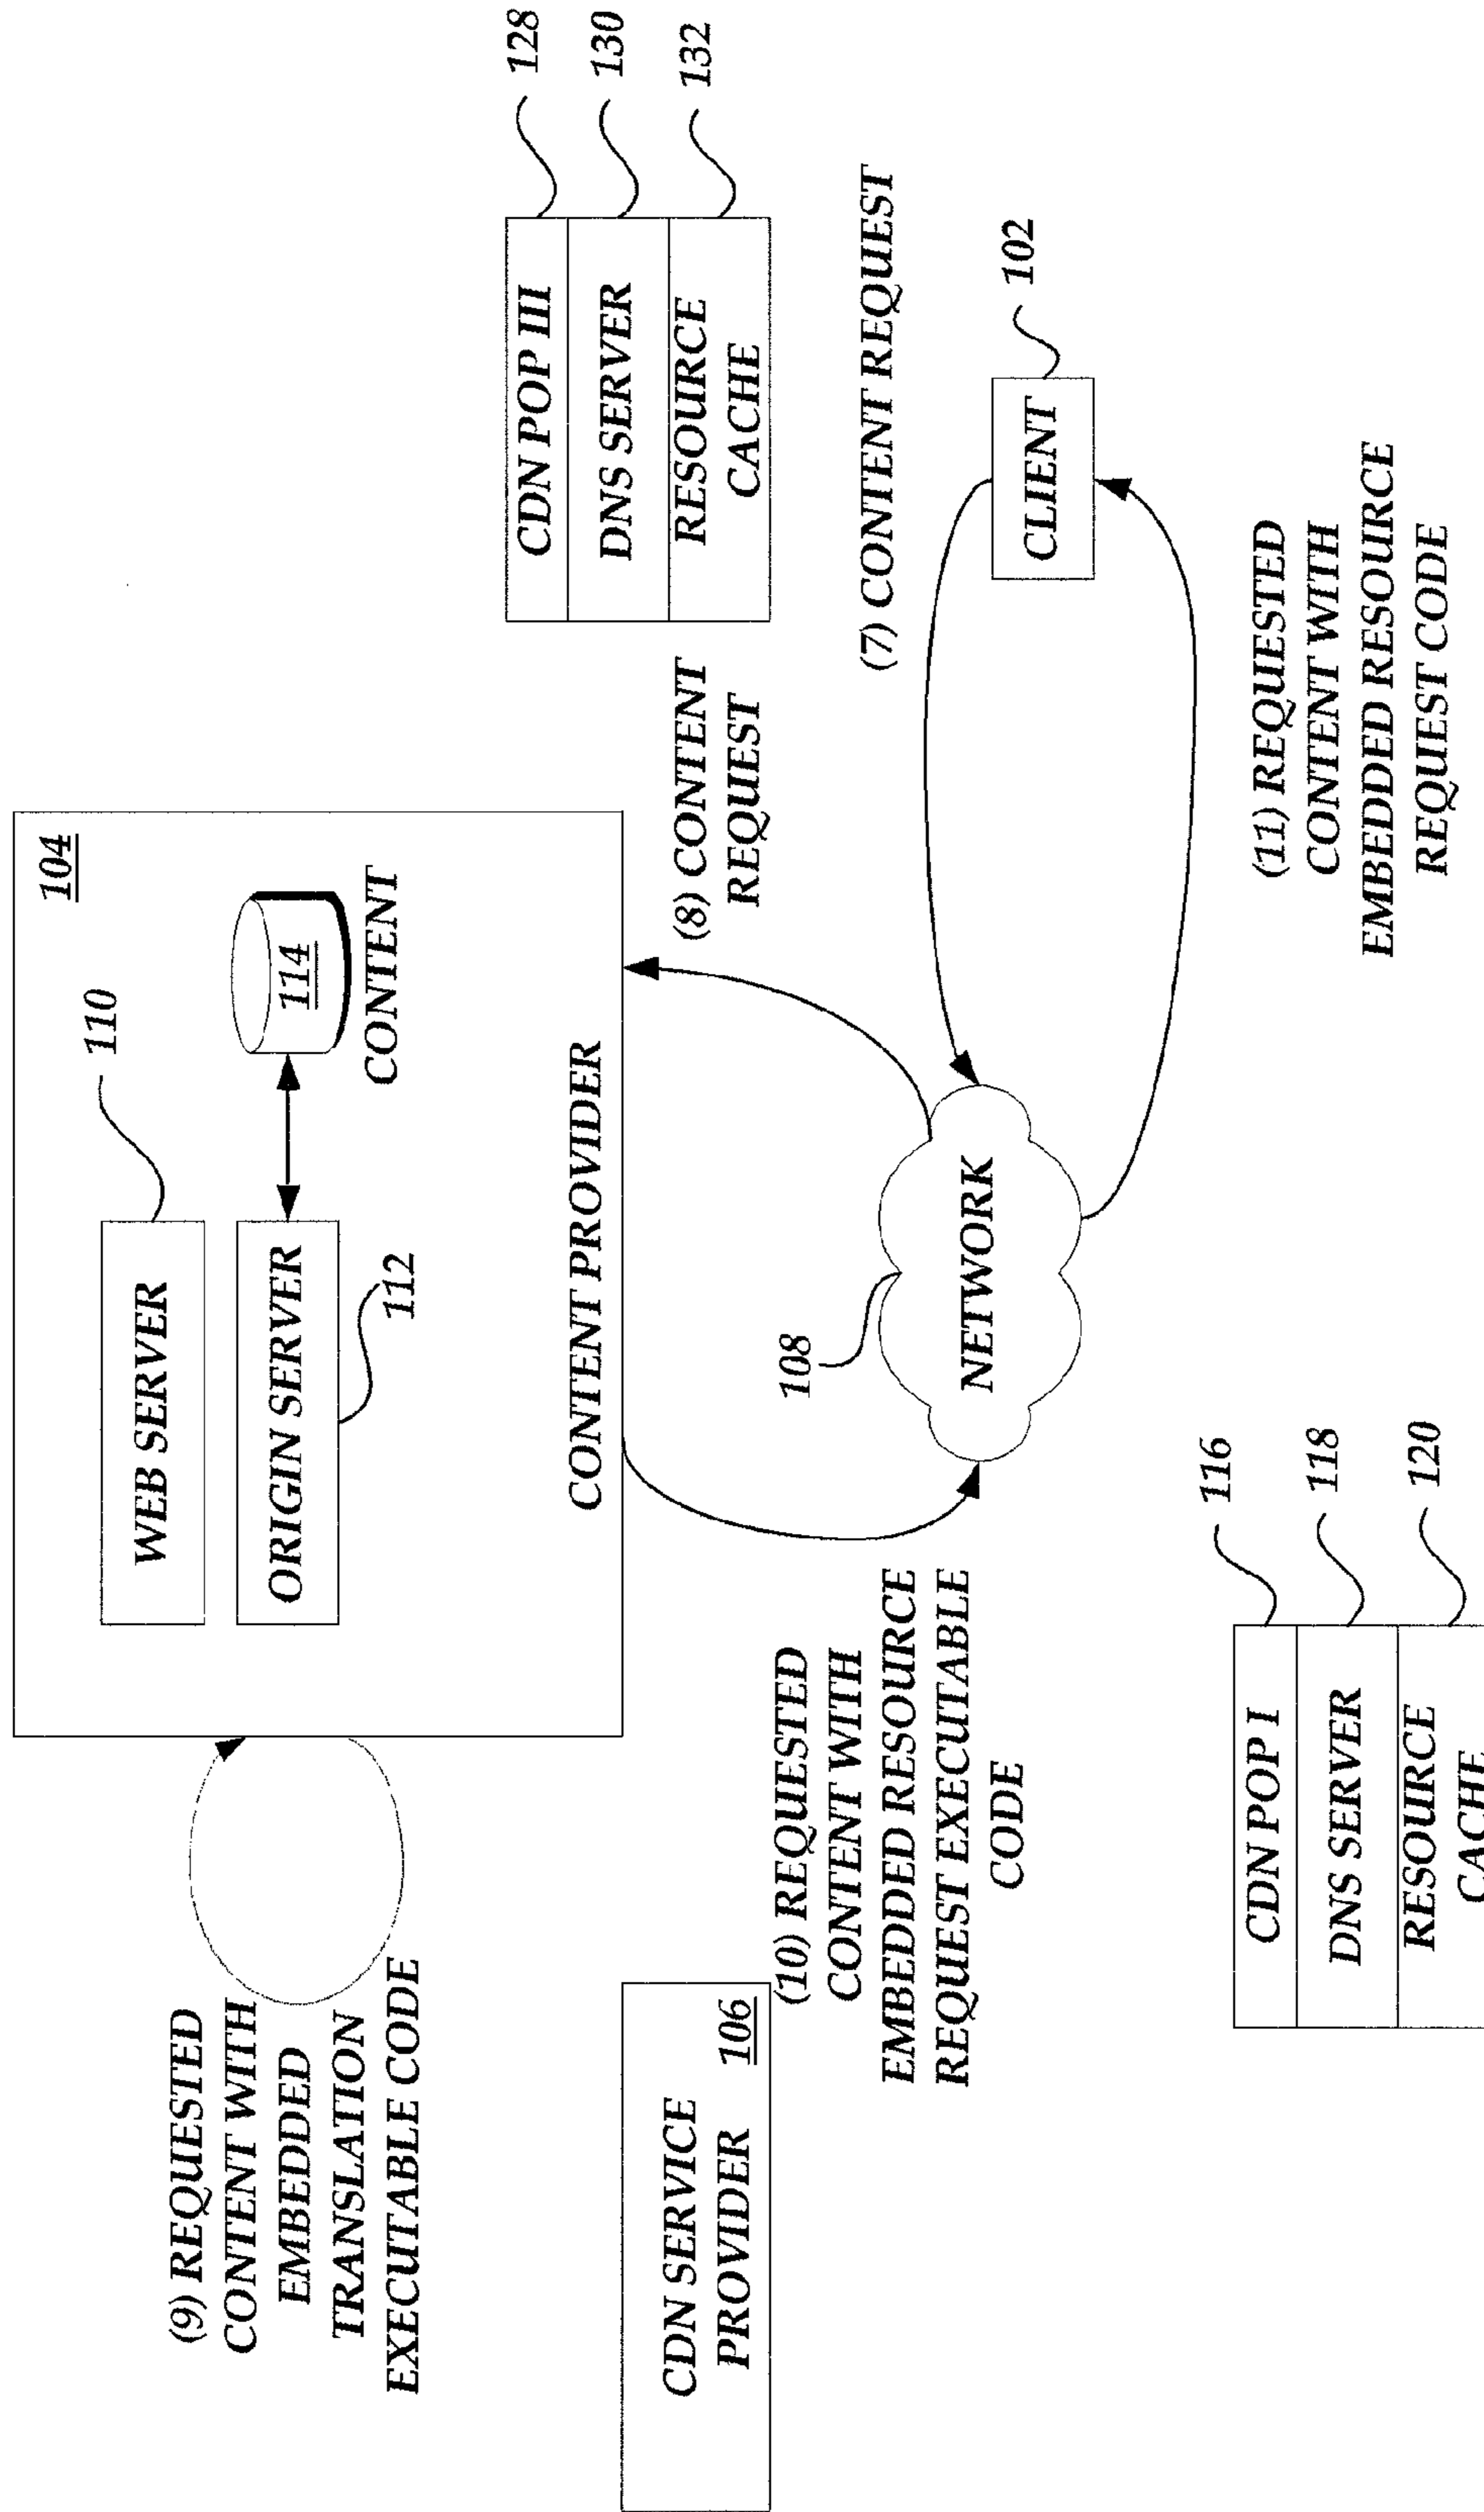 (9) REQUESTED
CONTENT WITH
EMBEDDED
TRANSLATION
EXECUTABLE CODE
WEB SERVER
110
104
ORIGIN SERVER
112
114
CONTENT
CONTENT PROVIDER
CDN SERVICE
PROVIDER
106
(10) REQUESTED
CONTENT WITH
EMBEDDED RESOURCE
REQUEST EXECUTABLE
CODE
108
NETWORK
(8) CONTENT
REQUEST
CDN POP III
128
DNS SERVER
130
RESOURCE
CACHE
132
(7) CONTENT REQUEST
CLIENT
102
(11) REQUESTED
CONTENT WITH
EMBEDDED RESOURCE
REQUEST CODE
CDN POP I
116
DNS SERVER
118
RESOURCE
CACHE
120